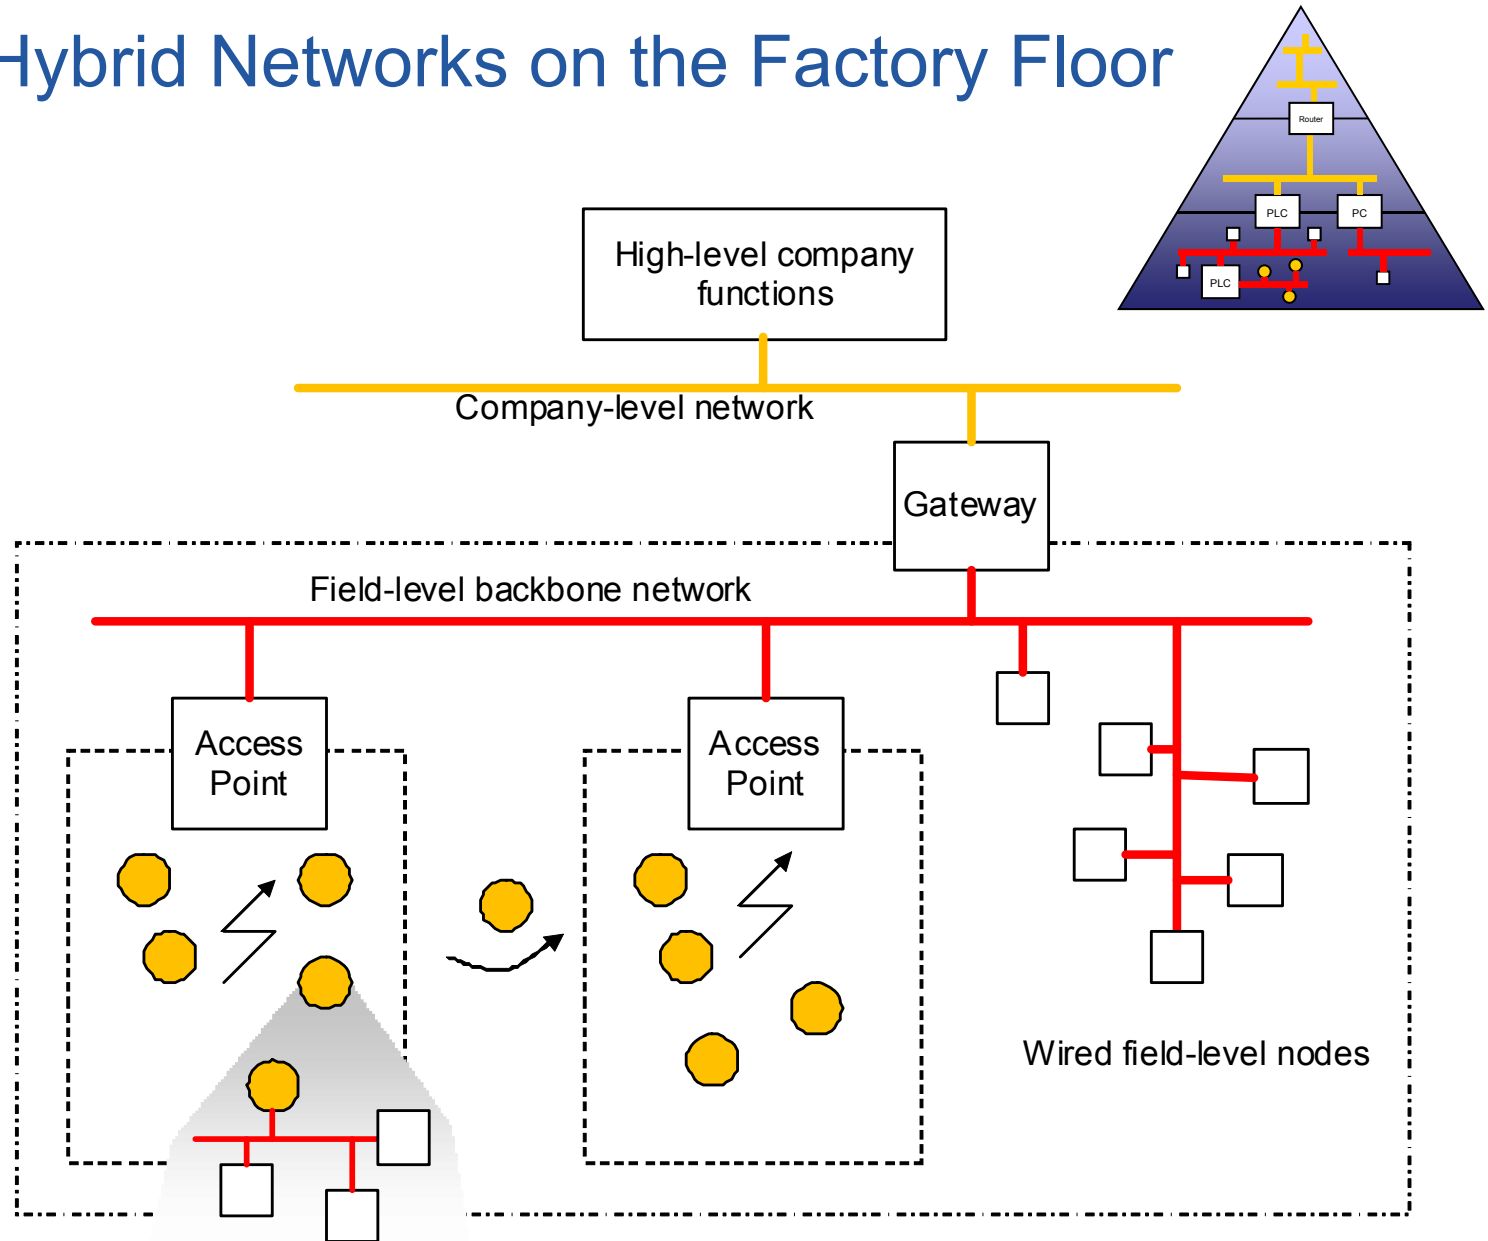 Hybrid Networks on the Factory Floor
Router
PLC
PC
PLC
High-level company
functions
Company-level network
Gateway
Field-level backbone network
Access
Point
Access
Point
Wired field-level nodes